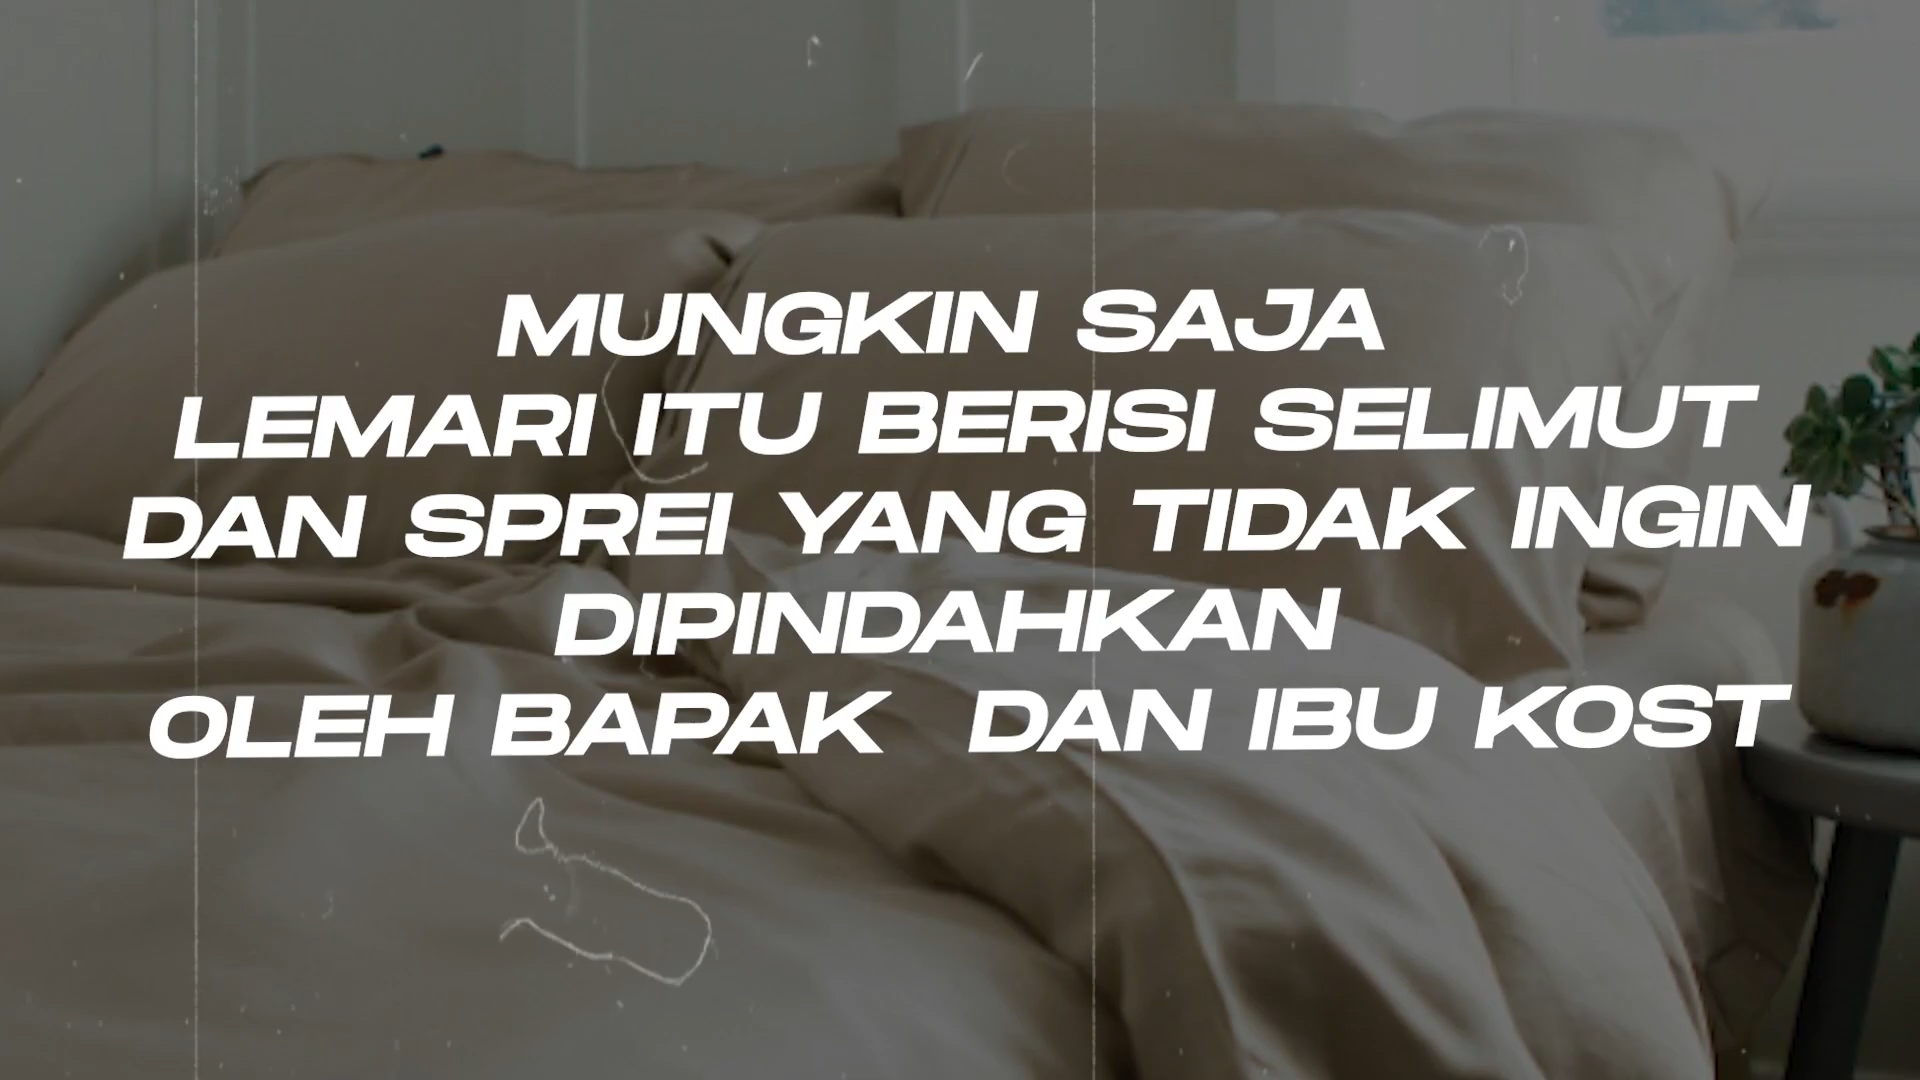 MUNGKIN SAJA
LEMARI ITU BERISI SELIMUT
DAN SPREI YANG TIDAK INGIN
DIPINDAHKAN
OLEH BAPAK  DAN IBU KOST